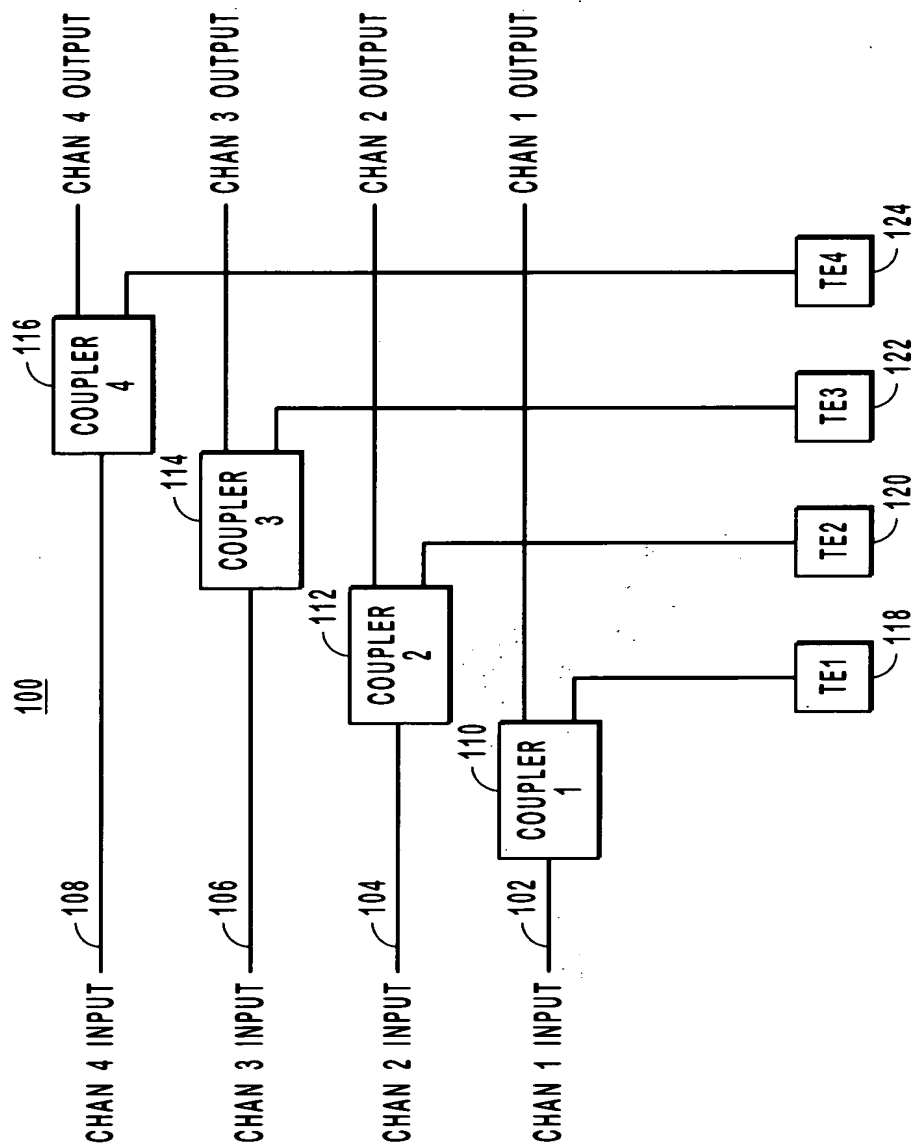 100
CHAN 4 INPUT
108
COUPLER
4
116
CHAN 4 OUTPUT
CHAN 3 INPUT
106
COUPLER
3
114
CHAN 3 OUTPUT
CHAN 2 INPUT
104
COUPLER
2
112
CHAN 2 OUTPUT
CHAN 1 INPUT
102
COUPLER
1
110
CHAN 1 OUTPUT
TE1
118
TE2
120
TE3
122
TE4
124